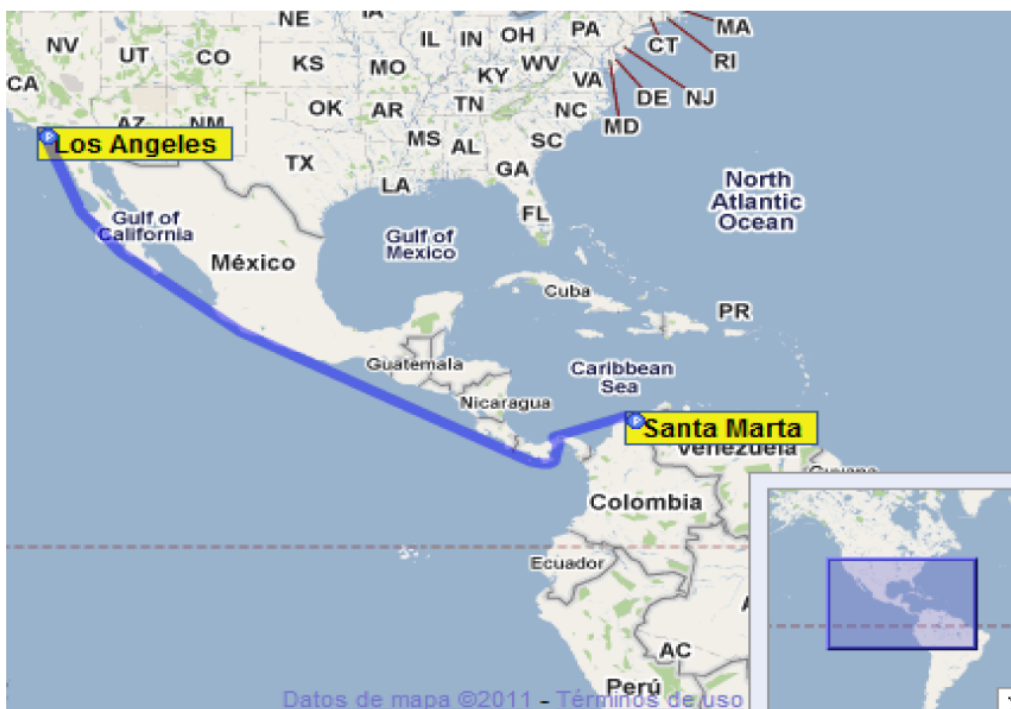 NE
IA
NV
UT
CO
IL
IN
OH
PA
MA
CT
RI
CA
KS
MO
KY
WV
VA
DE
NJ
MD
AZ
NM
OK
AR
TN
NC
MS
AL
SC
TX
LA
GA
FL
Los Angeles
North
Atlantic
Ocean
Gulf of
California
México
Gulf of
Mexico
Cuba
PR
Guatemala
Caribbean
Sea
Nicaragua
Santa Marta
Venezuela
Guyana
Colombia
Ecuador
AC
Perú
Datos de mapa ©2011 - Términos de uso